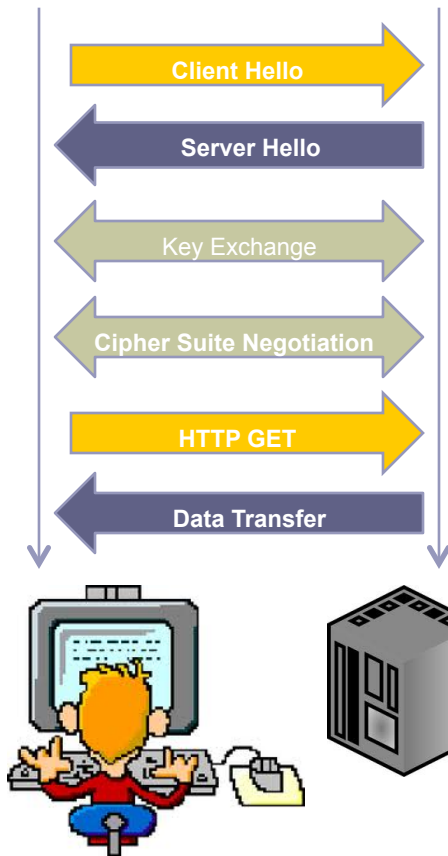 Client Hello
Server Hello
Key Exchange
Cipher Suite Negotiation
HTTP GET
Data Transfer